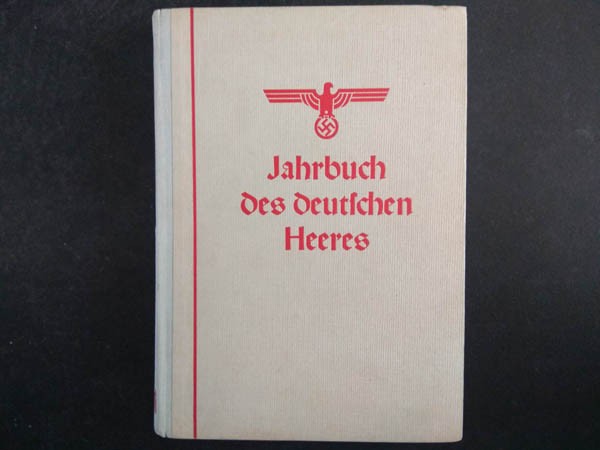 Jahrbuch
des deutſchen
Heeres